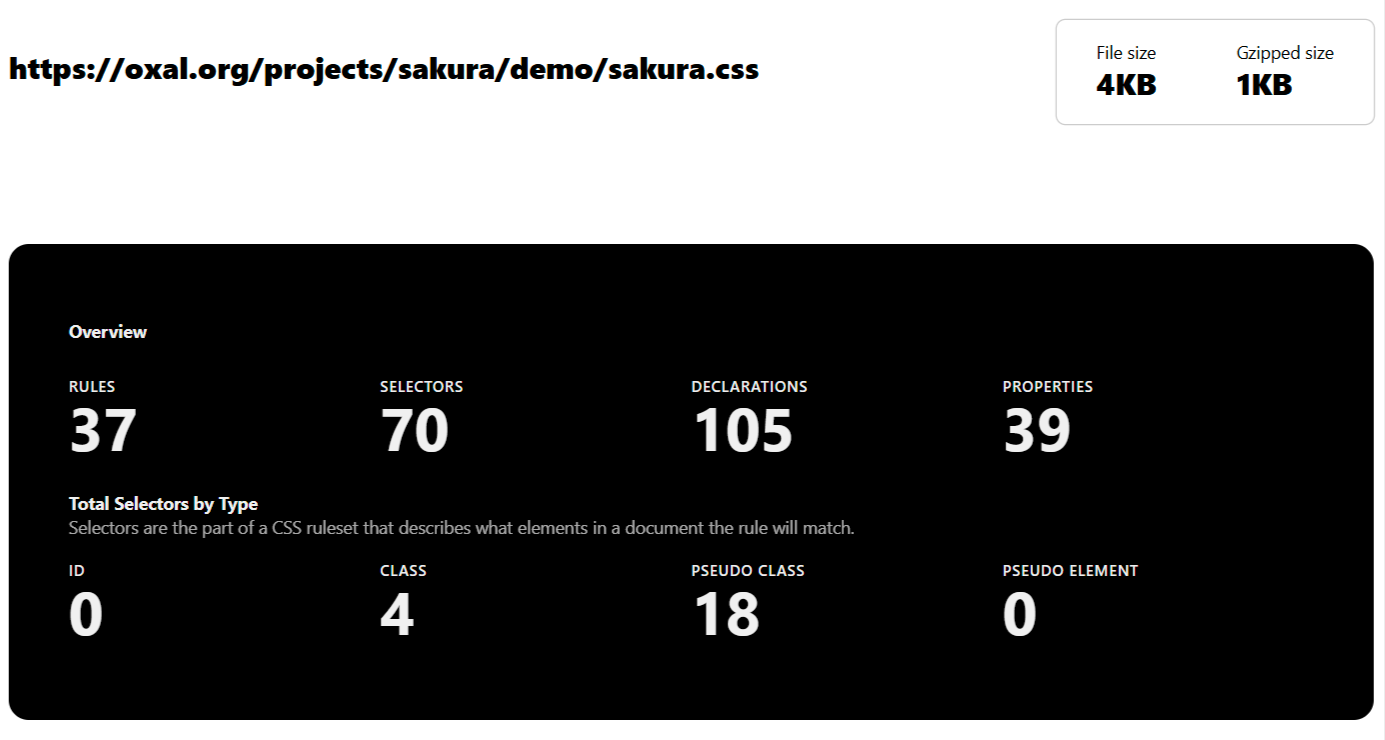 https://oxal.org/projects/sakura/demo/sakura.css
File size
4KB
Gzipped size
1KB
Overview
RULES
37
SELECTORS
70
DECLARATIONS
105
PROPERTIES
39
Total Selectors by Type
Selectors are the part of a CSS ruleset that describes what elements in a document the rule will match.
ID
0
CLASS
4
PSEUDO CLASS
18
PSEUDO ELEMENT
0